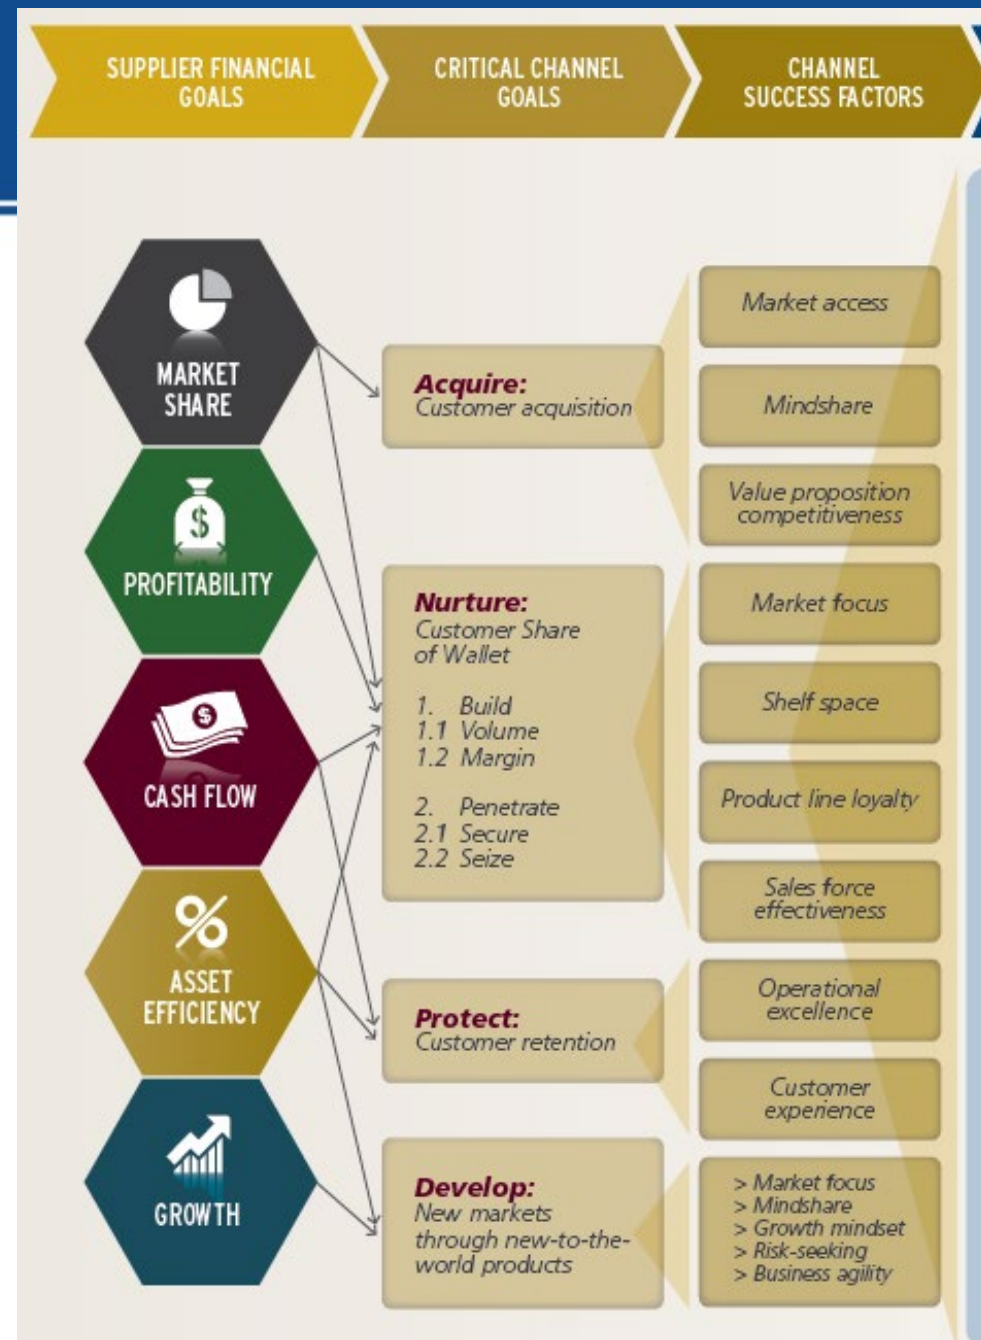 SUPPLIER FINANCIAL
GOALS
CRITICAL CHANNEL
GOALS
CHANNEL
SUCCESS FACTORS
MARKET
SHARE
PROFITABILITY
$
CASH FLOW
$
%
ASSET
EFFICIENCY
GROWTH
Acquire:
Customer acquisition
Nurture:
Customer Share
of Wallet
1. Build
1.1 Volume
1.2 Margin
2. Penetrate
2.1 Secure
2.2 Seize
Protect:
Customer retention
Develop:
New markets
through new-to-the-
world products
Market access
Mindshare
Value proposition
competitiveness
Market focus
Shelf space
Product line loyalty
Sales force
effectiveness
Operational
excellence
Customer
experience
> Market focus
> Mindshare
> Growth mindset
> Risk-seeking
> Business agility